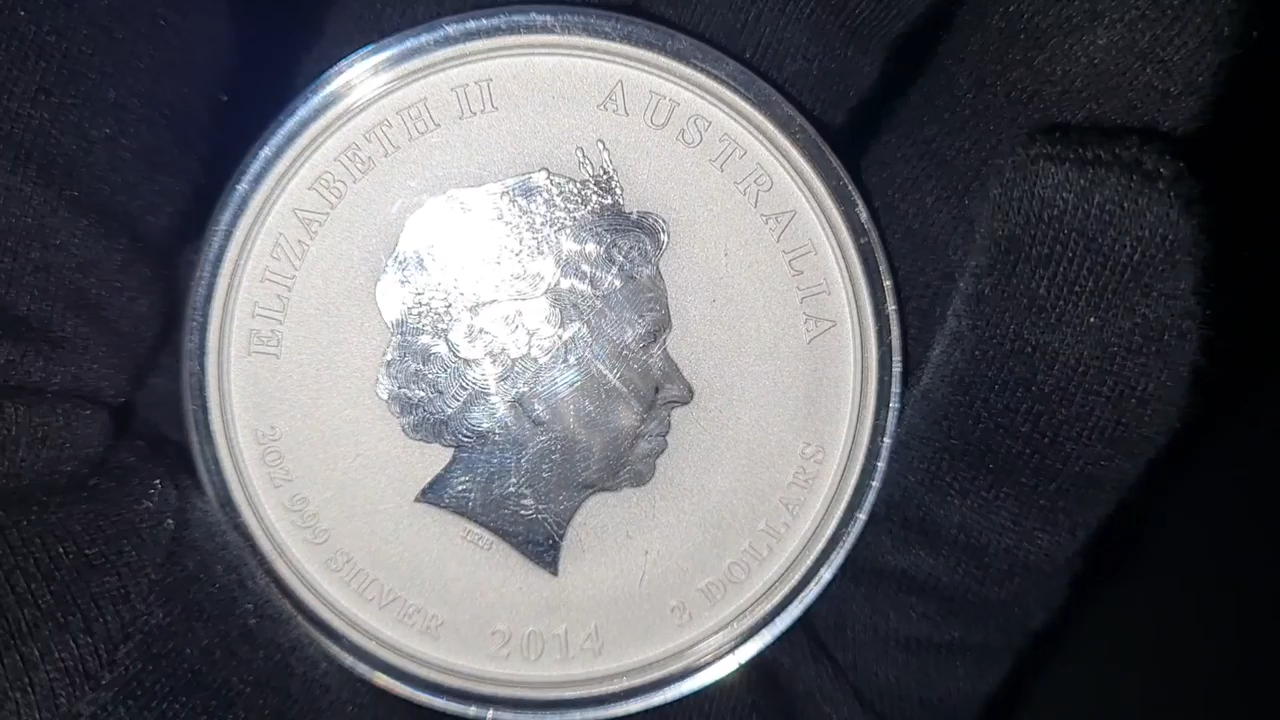 ELIZABETH II
AUSTRALIA
2OZ 999 SILVER
2014
2 DOLLARS
IRB